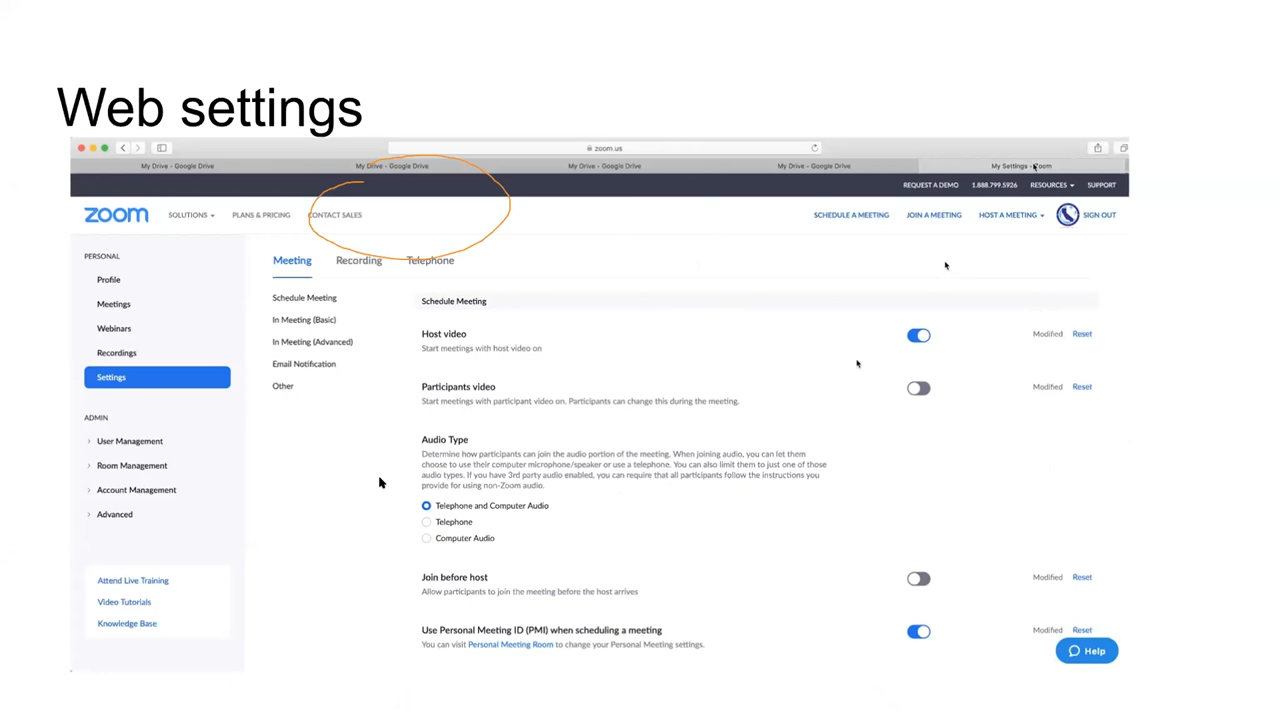 Web settings
zoom.us
My Drive - Google Drive My Drive - Google Drive My Drive - Google Drive My Drive - Google Drive My Settings - Zoom
REQUEST A DEMO 1.888.799.5926 RESOURCES SUPPORT
zoom SOLUTIONS PLANS & PRICING CONTACT SALES SCHEDULE A MEETING JOIN A MEETING HOST A MEETING SIGN OUT
PERSONAL
Profile
Meetings
Webinars
Recordings
Settings
ADMIN
User Management
Room Management
Account Management
Advanced
Attend Live Training
Video Tutorials
Knowledge Base
Meeting Recording Telephone
Schedule Meeting
In Meeting (Basic)
In Meeting (Advanced)
Email Notification
Other
Schedule Meeting
Host video Modified Reset
Start meetings with host video on
Participants video Modified Reset
Start meetings with participant video on. Participants can change this during the meeting.
Audio Type
Determine how participants can join the audio portion of the meeting. When joining audio, you can let them
choose to use their computer microphone/speaker or use a telephone. You can also limit them to just one of those
audio types. If you have 3rd party audio enabled, you can require that all participants follow the instructions you
provide for using non-Zoom audio.
Telephone and Computer Audio
Telephone
Computer Audio
Join before host Modified Reset
Allow participants to join the meeting before the host arrives
Use Personal Meeting ID (PMI) when scheduling a meeting Modified Reset
You can visit Personal Meeting Room to change your Personal Meeting settings.
Help